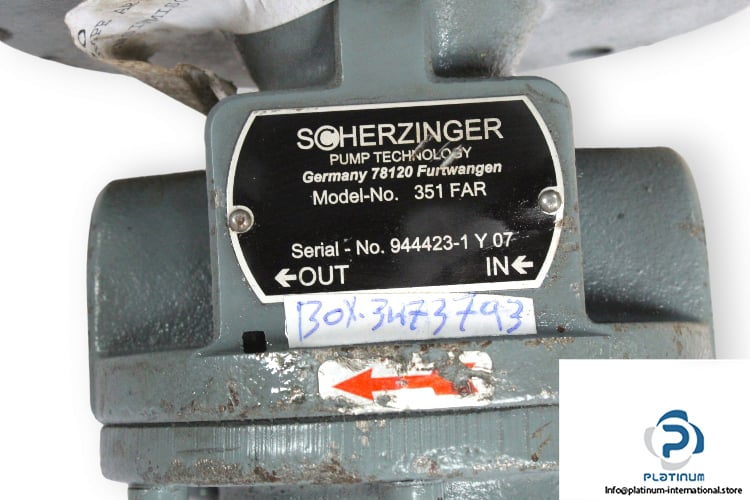 SCHERZINGER
PUMP TECHNOLOGY
Germany 78120 Furtwangen
Model-No. 351 FAR
Serial - No. 944423-1 Y 07
←OUT IN←
BOX.3473793
PLATINUM
info@platinum-international.store